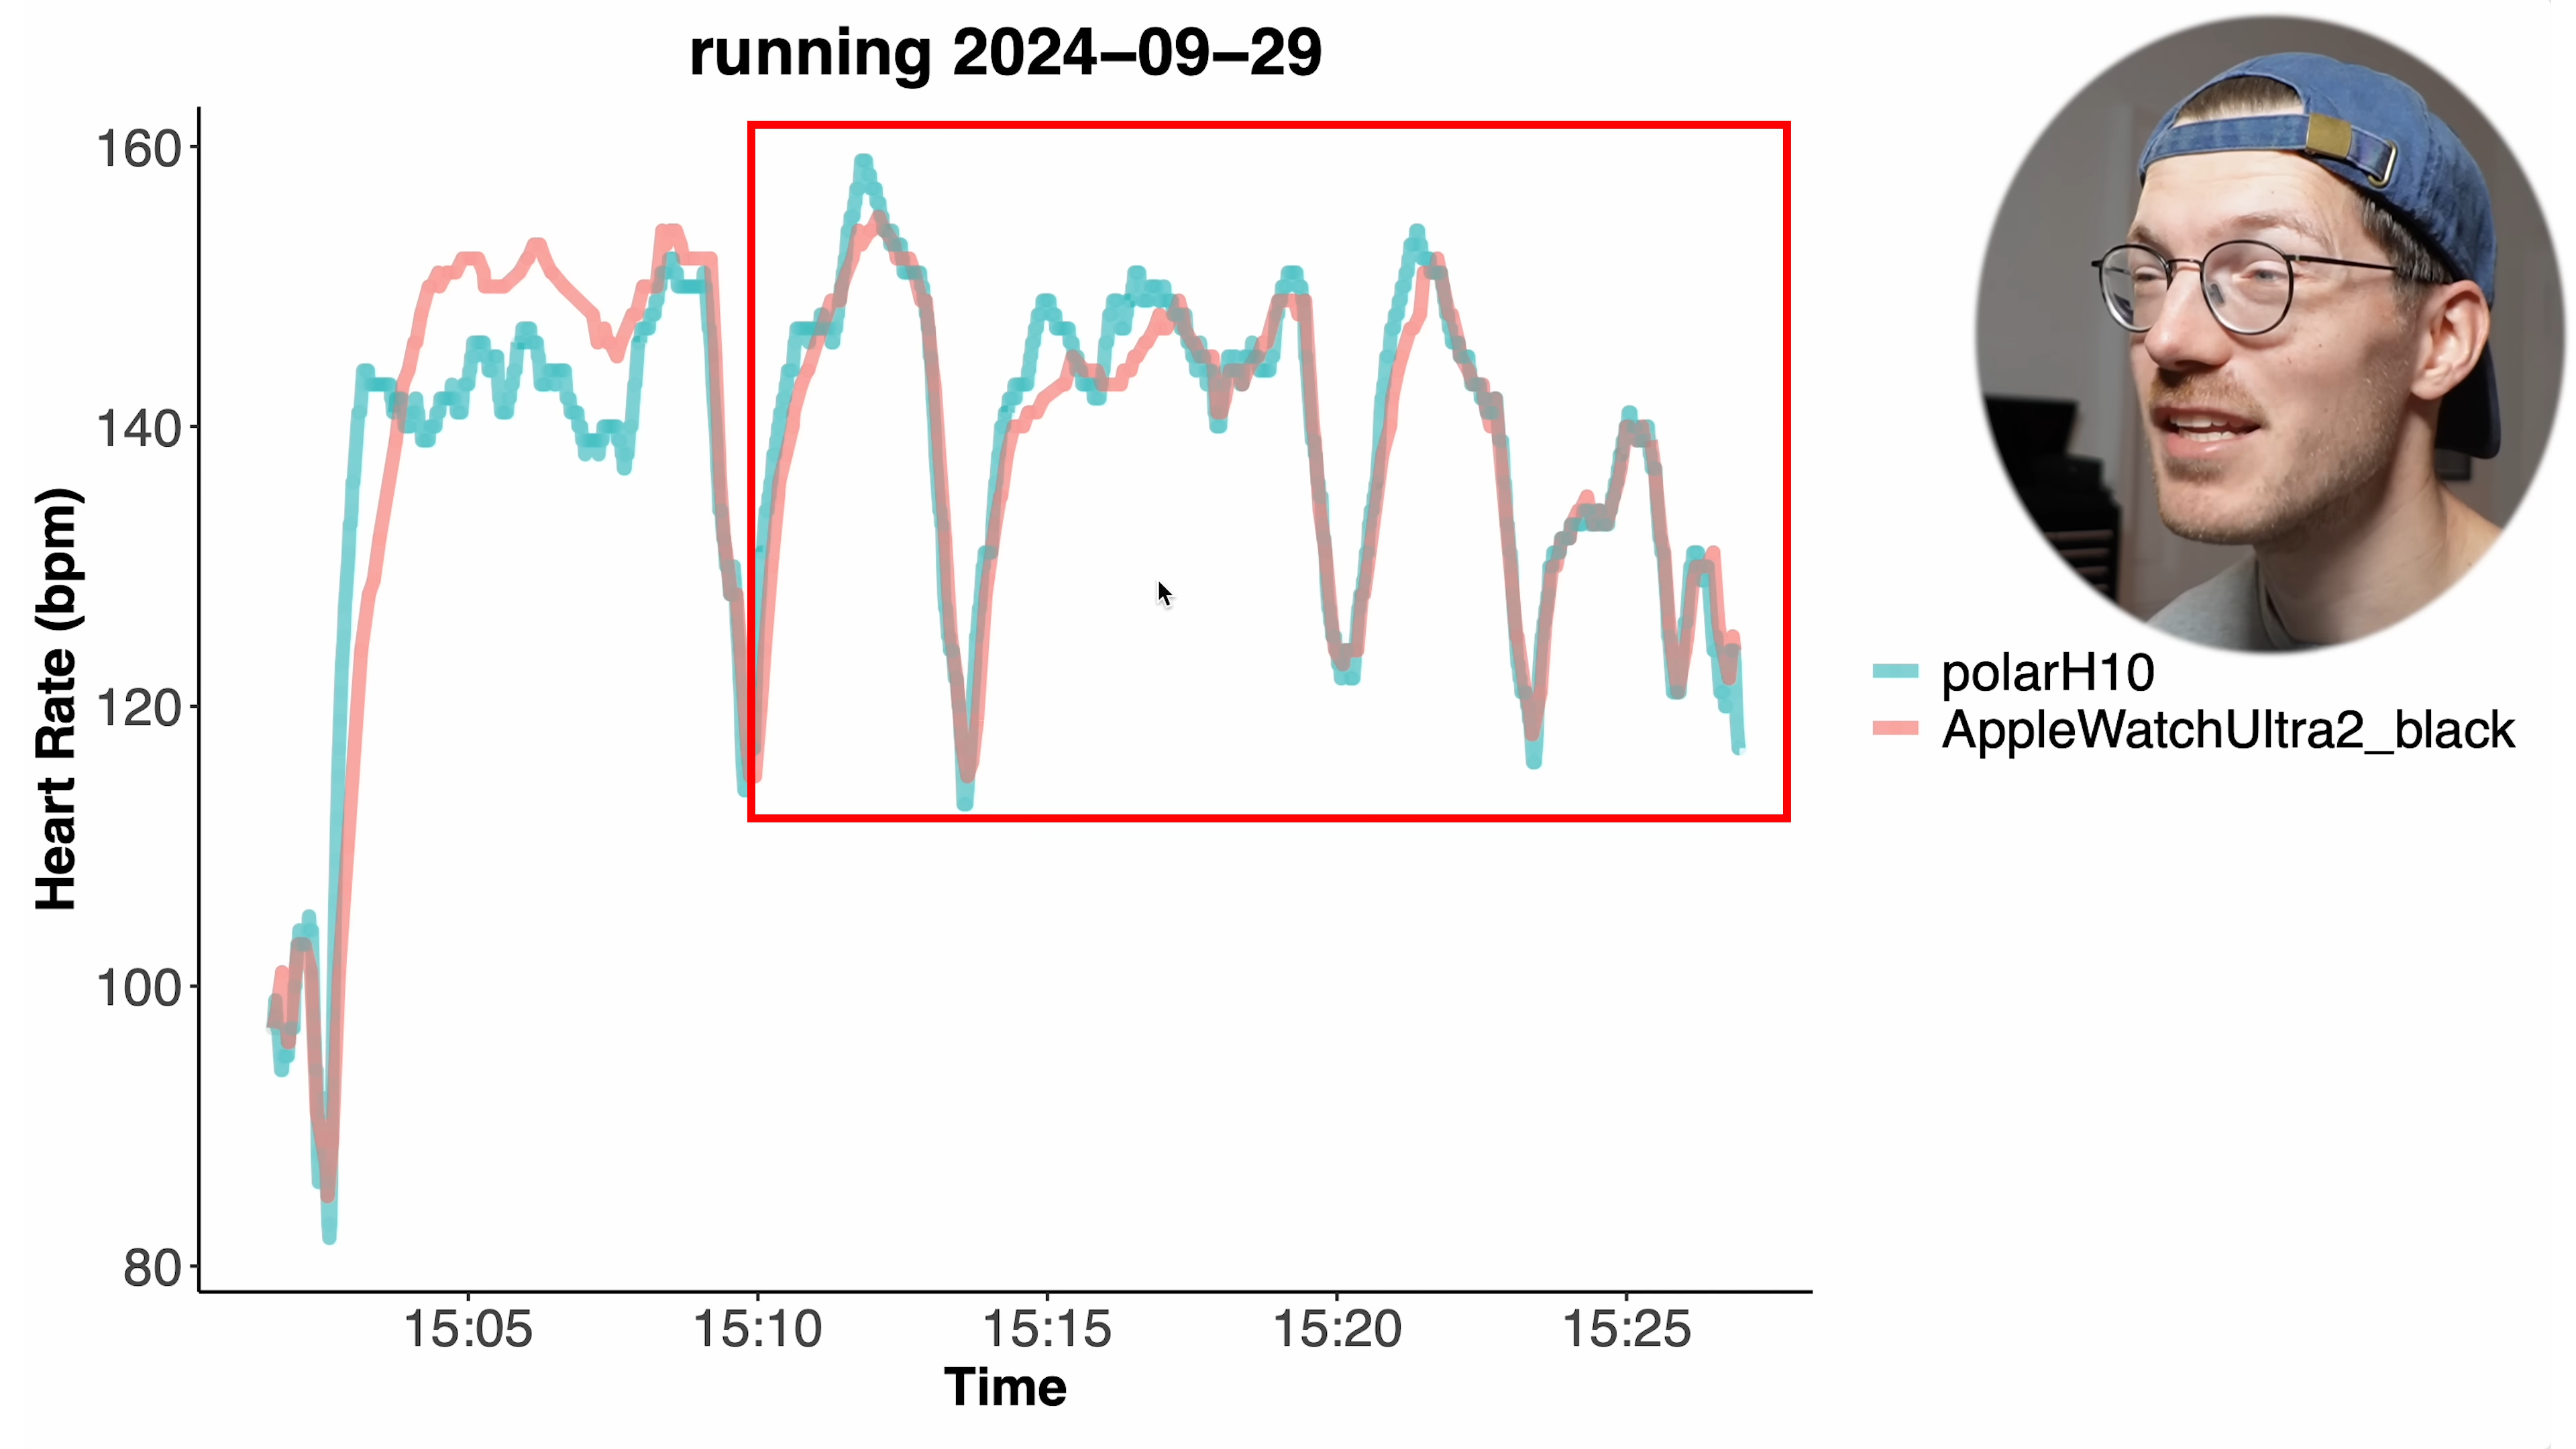 running 2024–09–29
Heart Rate (bpm)
160
140
120
100
80
15:05
15:10
15:15
15:20
15:25
Time
polarH10
AppleWatchUltra2_black